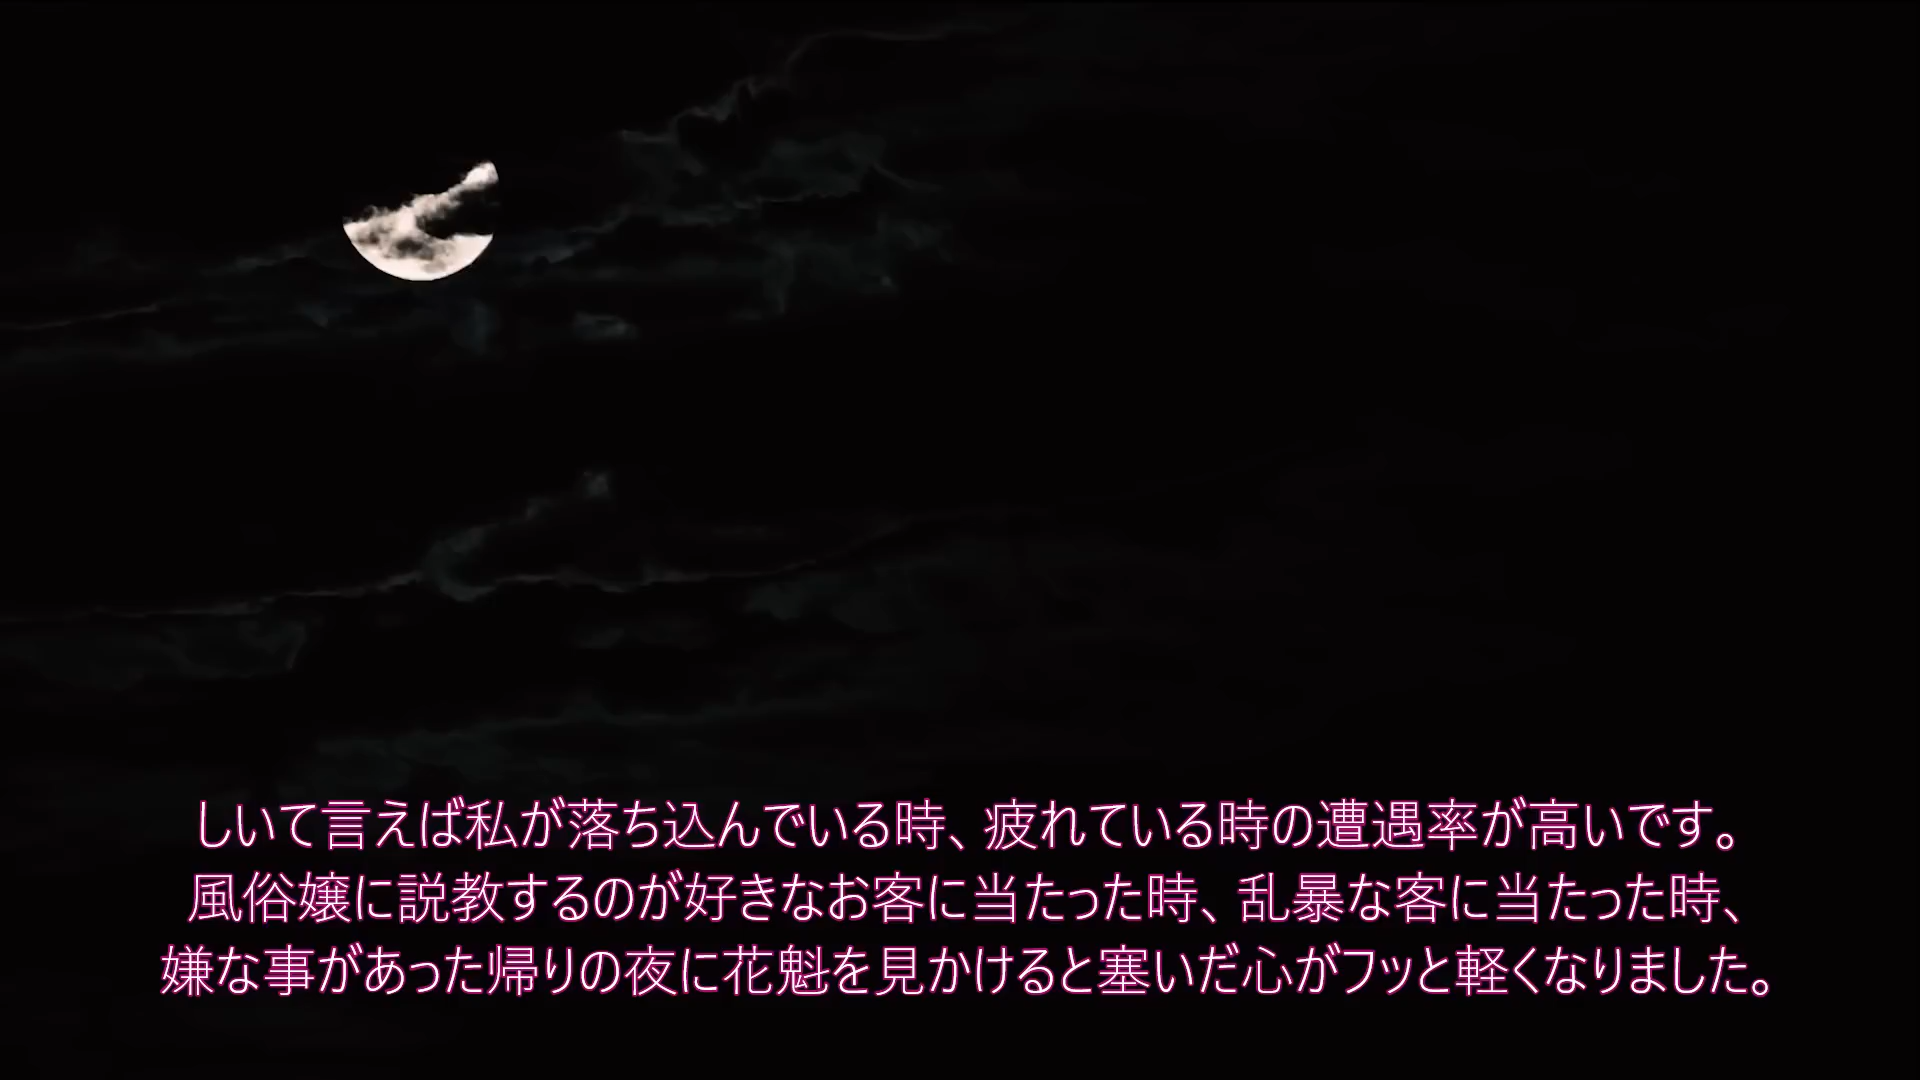 しいて言えば私が落ち込んでいる時、疲れている時の遭遇率が高いです。
風俗嬢に説教するのが好きなお客に当たった時、乱暴な客に当たった時、
嫌な事があった帰りの夜に花魁を見かけると塞いだ心がフッと軽くなりました。